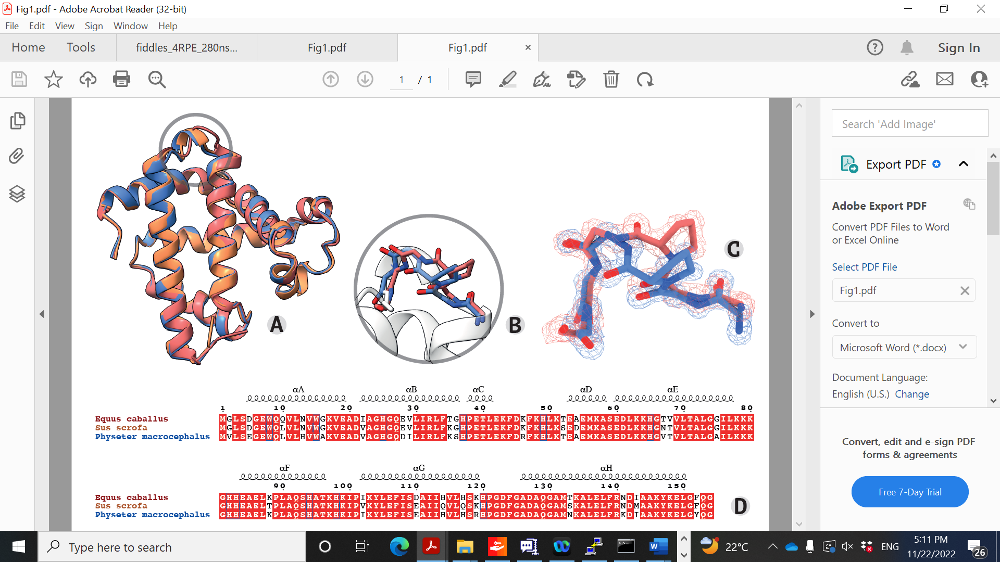 Fig1.pdf - Adobe Acrobat Reader (32-bit)
File Edit View Sign Window Help
Home Tools fiddles_4RPE_280ns... Fig1.pdf Fig1.pdf × Sign In
1 / 1
Search 'Add Image'
Export PDF
Adobe Export PDF
Convert PDF Files to Word
or Excel Online
Select PDF File
Fig1.pdf
Convert to
Microsoft Word (*.docx)
Document Language:
English (U.S.) Change
Convert, edit and e-sign PDF
forms & agreements
Free 7-Day Trial
A
B
C
αA αB αC αD αE
1 10 20 30 40 50 60 70 80
Equus caballus MGLSDGEWQQVLNVWGKVEADIAGHGQEVLIRLFTGHPETLEKFDKFKHLKTEAEMKASEDLKKHGTVVLTALGGILKKK
Sus scrofa MGLSDGEWQLVLNVWGKVEADVAGHGQEVLIRLFKGHPETLEKFDKFKHLKSEDEMKASEDLKKHGNTVLTALGGILKKK
Physeter macrocephalus MVLSEGEWQLVLHVWAKVEADVAGHGQDILIRLFKSHPETLEKFDRFKHLKTEAEMKASEDLKKHGVTVLTALGAILKKK
αF αG αH
90 100 110 120 130 140 150
Equus caballus GHHEAELKPLAQSHATKHKIPIKYLEFISDAIIHVLHSKHPGDFGADAQGAMTKALELFRNDIAAKYKELGFQG
Sus scrofa GHHEAELTPLAQSHATKHKIPVKYLEFISEAIIQVLQSKHPGDFGADAQGAMSKALELFRNDMAAKYKELGFQG
Physeter macrocephalus GHHEAELKPLAQSHATKHKIPIKYLEFISEAIIHVLHSRHPGDFGADAQGAMNKALELFRKDIAAKYKELGYQG
D
Type here to search
22°C
ENG
5:11 PM
11/22/2022
26